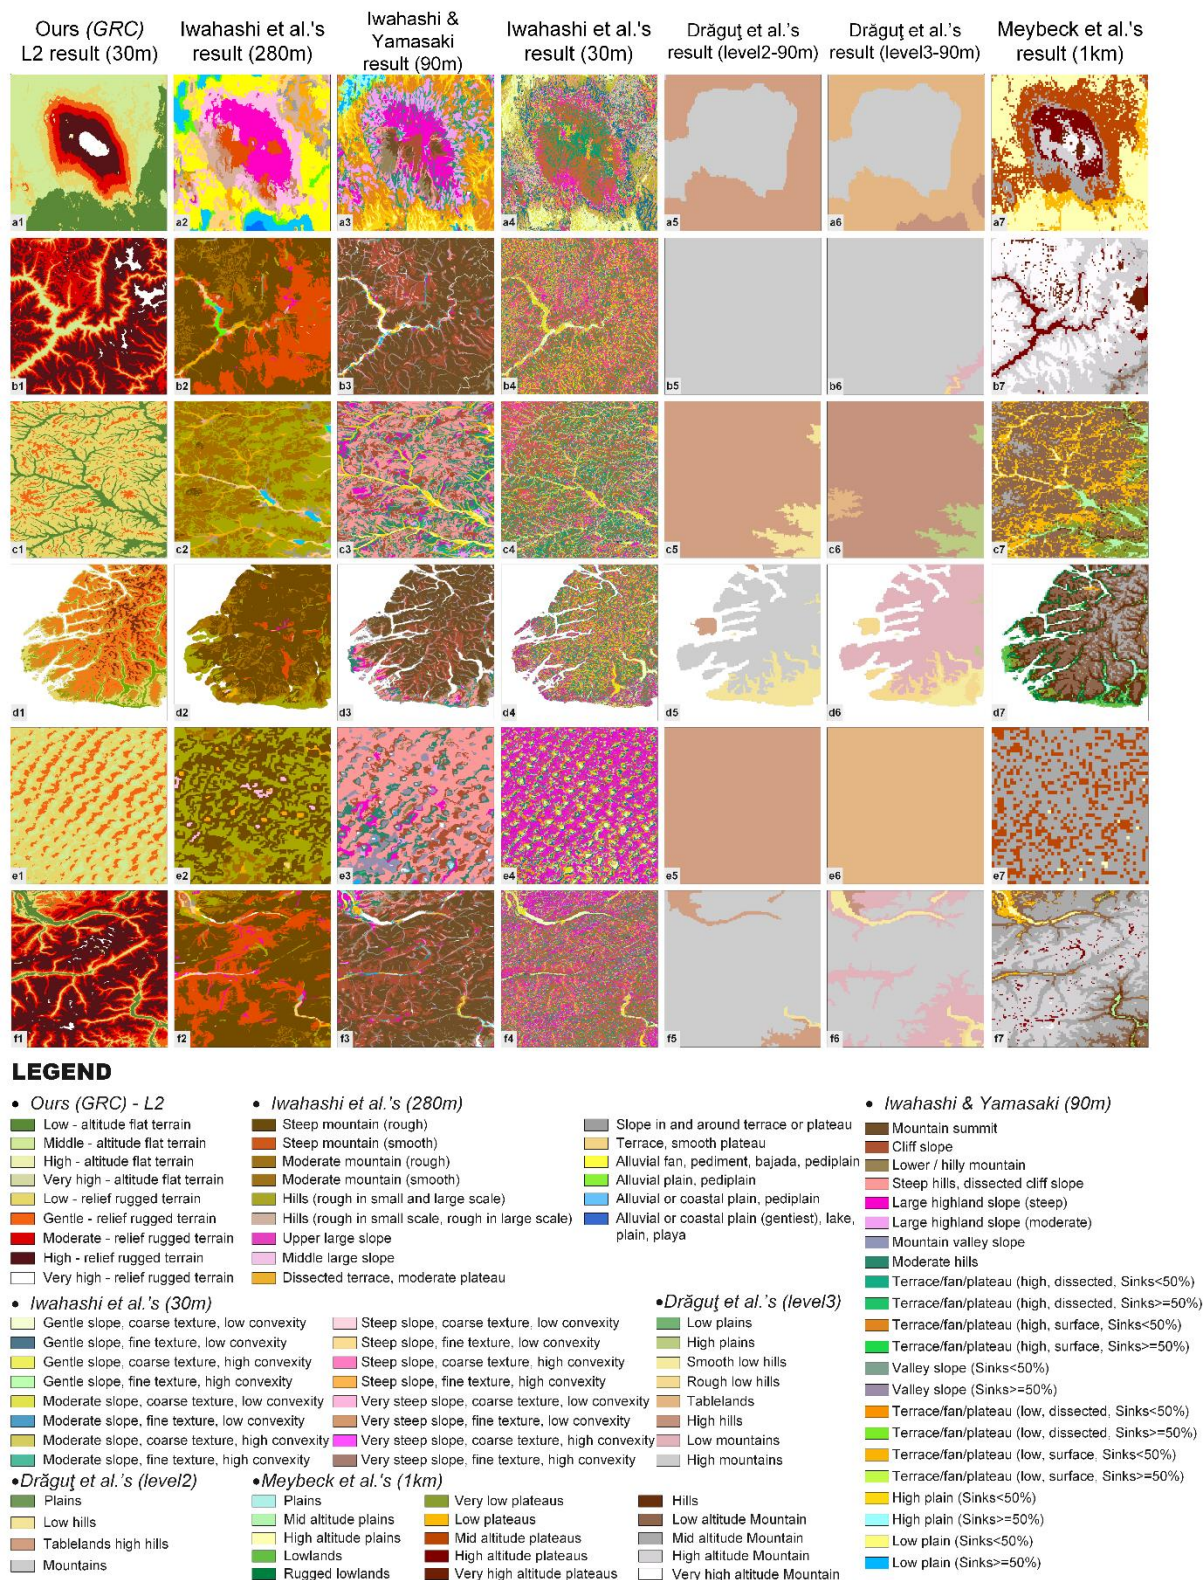 Ours (GRC)
L2 result (30m)
Iwahashi et al.'s
result (280m)
Iwahashi &
Yamasaki
result (90m)
Iwahashi et al.'s
result (30m)
Drăguţ et al.'s
result (level2-90m)
Drăguţ et al.'s
result (level3-90m)
Meybeck et al.'s
result (1km)
a1 a2 a3 a4 a5 a6 a7
b1 b2 b3 b4 b5 b6 b7
c1 c2 c3 c4 c5 c6 c7
d1 d2 d3 d4 d5 d6 d7
e1 e2 e3 e4 e5 e6 e7
f1 f2 f3 f4 f5 f6 f7
LEGEND
• Ours (GRC) - L2
Low - altitude flat terrain
Middle - altitude flat terrain
High - altitude flat terrain
Very high - altitude flat terrain
Low - relief rugged terrain
Gentle - relief rugged terrain
Moderate - relief rugged terrain
High - relief rugged terrain
Very high - relief rugged terrain
• Iwahashi et al.'s (280m)
Steep mountain (rough)
Steep mountain (smooth)
Moderate mountain (rough)
Moderate mountain (smooth)
Hills (rough in small and large scale)
Hills (rough in small scale, rough in large scale)
Upper large slope
Middle large slope
Dissected terrace, moderate plateau
Slope in and around terrace or plateau
Terrace, smooth plateau
Alluvial fan, pediment, bajada, pediplain
Alluvial plain, pediplain
Alluvial or coastal plain, pediplain
Alluvial or coastal plain (gentiest), lake,
plain, playa
• Iwahashi & Yamasaki (90m)
Mountain summit
Cliff slope
Lower / hilly mountain
Steep hills, dissected cliff slope
Large highland slope (steep)
Large highland slope (moderate)
Mountain valley slope
Moderate hills
Terrace/fan/plateau (high, dissected, Sinks<50%)
Terrace/fan/plateau (high, dissected, Sinks>=50%)
Terrace/fan/plateau (high, surface, Sinks<50%)
Terrace/fan/plateau (high, surface, Sinks>=50%)
Valley slope (Sinks<50%)
Valley slope (Sinks>=50%)
Terrace/fan/plateau (low, dissected, Sinks<50%)
Terrace/fan/plateau (low, dissected, Sinks>=50%)
Terrace/fan/plateau (low, surface, Sinks<50%)
Terrace/fan/plateau (low, surface, Sinks>=50%)
High plain (Sinks<50%)
High plain (Sinks>=50%)
Low plain (Sinks<50%)
Low plain (Sinks>=50%)
• Iwahashi et al.'s (30m)
Gentle slope, coarse texture, low convexity
Gentle slope, fine texture, low convexity
Gentle slope, coarse texture, high convexity
Gentle slope, fine texture, high convexity
Moderate slope, coarse texture, low convexity
Moderate slope, fine texture, low convexity
Moderate slope, coarse texture, high convexity
Moderate slope, fine texture, high convexity
Steep slope, coarse texture, low convexity
Steep slope, fine texture, low convexity
Steep slope, coarse texture, high convexity
Steep slope, fine texture, high convexity
Very steep slope, coarse texture, low convexity
Very steep slope, fine texture, low convexity
Very steep slope, coarse texture, high convexity
Very steep slope, fine texture, high convexity
•Drăguţ et al.'s (level3)
Low plains
High plains
Smooth low hills
Rough low hills
Tablelands
High hills
Low mountains
High mountains
•Drăguţ et al.'s (level2)
Plains
Low hills
Tablelands high hills
Mountains
•Meybeck et al.'s (1km)
Plains
Mid altitude plains
High altitude plains
Lowlands
Rugged lowlands
Very low plateaus
Low plateaus
Mid altitude plateaus
High altitude plateaus
Very high altitude plateaus
Hills
Low altitude Mountain
Mid altitude Mountain
High altitude Mountain
Very high altitude Mountain